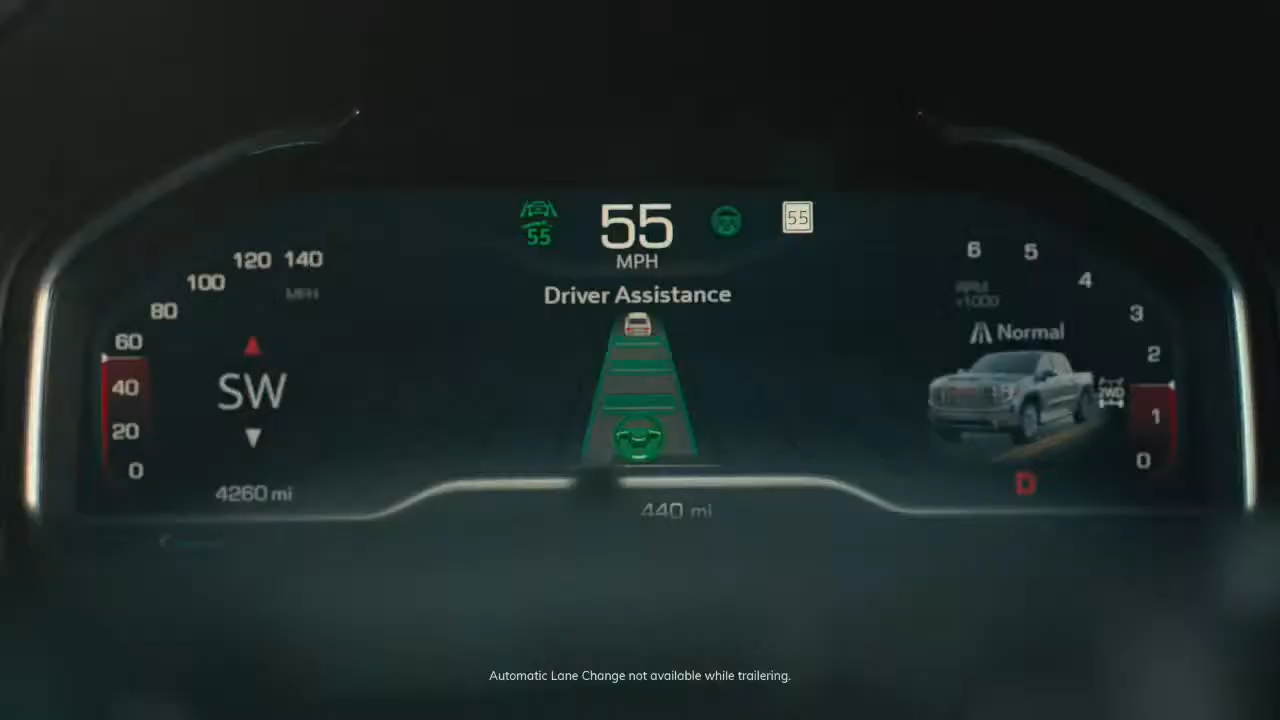 55
55
55
MPH
Driver Assistance
140
120
100
80
60
40
20
0
MPH
SW
4260 mi
440 mi
6
5
4
3
2
1
0
RPM
x1000
Normal
2WD
D
Automatic Lane Change not available while trailering.